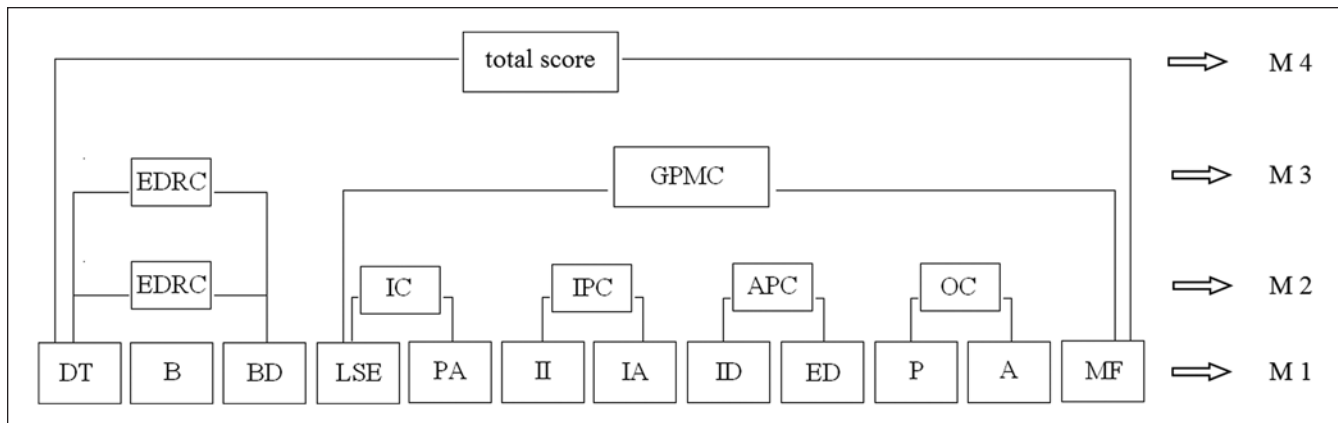 total score
M 4
EDRC
GPMC
M 3
EDRC
IC
IPC
APC
OC
M 2
DT
B
BD
LSE
PA
II
IA
ID
ED
P
A
MF
M 1